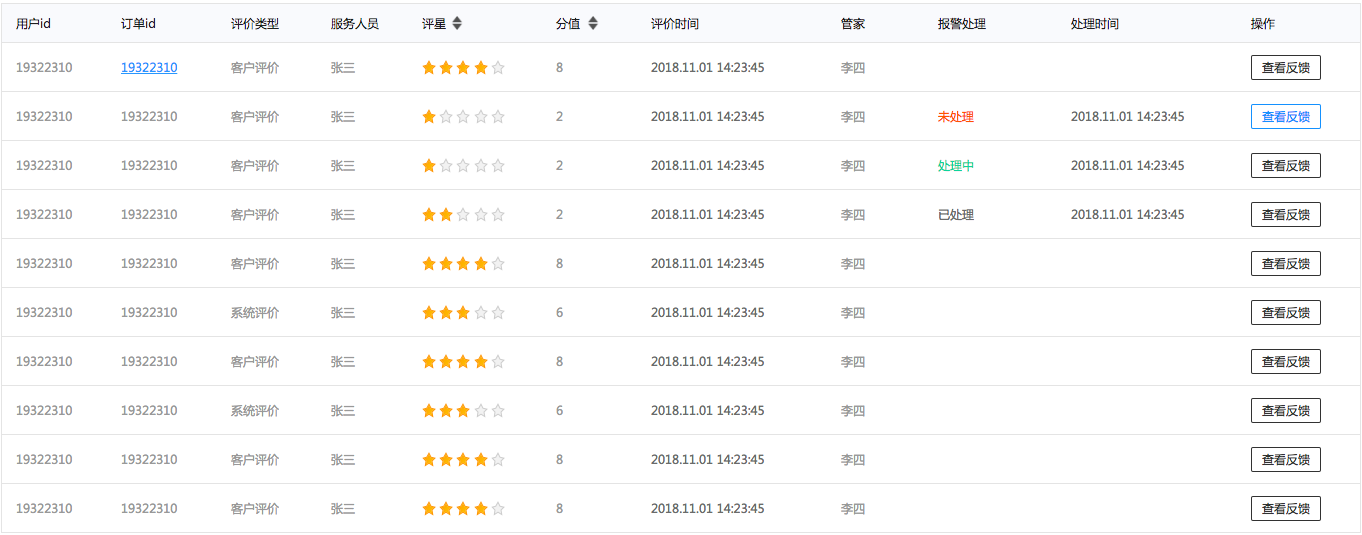 用户id 订单id 评价类型 服务人员 评星 分值 评价时间 管家 报警处理 处理时间 操作
19322310 19322310 客户评价 张三 8 2018.11.01 14:23:45 李四 查看反馈
19322310 19322310 客户评价 张三 2 2018.11.01 14:23:45 李四 未处理 2018.11.01 14:23:45 查看反馈
19322310 19322310 客户评价 张三 2 2018.11.01 14:23:45 李四 处理中 2018.11.01 14:23:45 查看反馈
19322310 19322310 客户评价 张三 2 2018.11.01 14:23:45 李四 已处理 2018.11.01 14:23:45 查看反馈
19322310 19322310 客户评价 张三 8 2018.11.01 14:23:45 李四 查看反馈
19322310 19322310 系统评价 张三 6 2018.11.01 14:23:45 李四 查看反馈
19322310 19322310 客户评价 张三 8 2018.11.01 14:23:45 李四 查看反馈
19322310 19322310 系统评价 张三 6 2018.11.01 14:23:45 李四 查看反馈
19322310 19322310 客户评价 张三 8 2018.11.01 14:23:45 李四 查看反馈
19322310 19322310 客户评价 张三 8 2018.11.01 14:23:45 李四 查看反馈